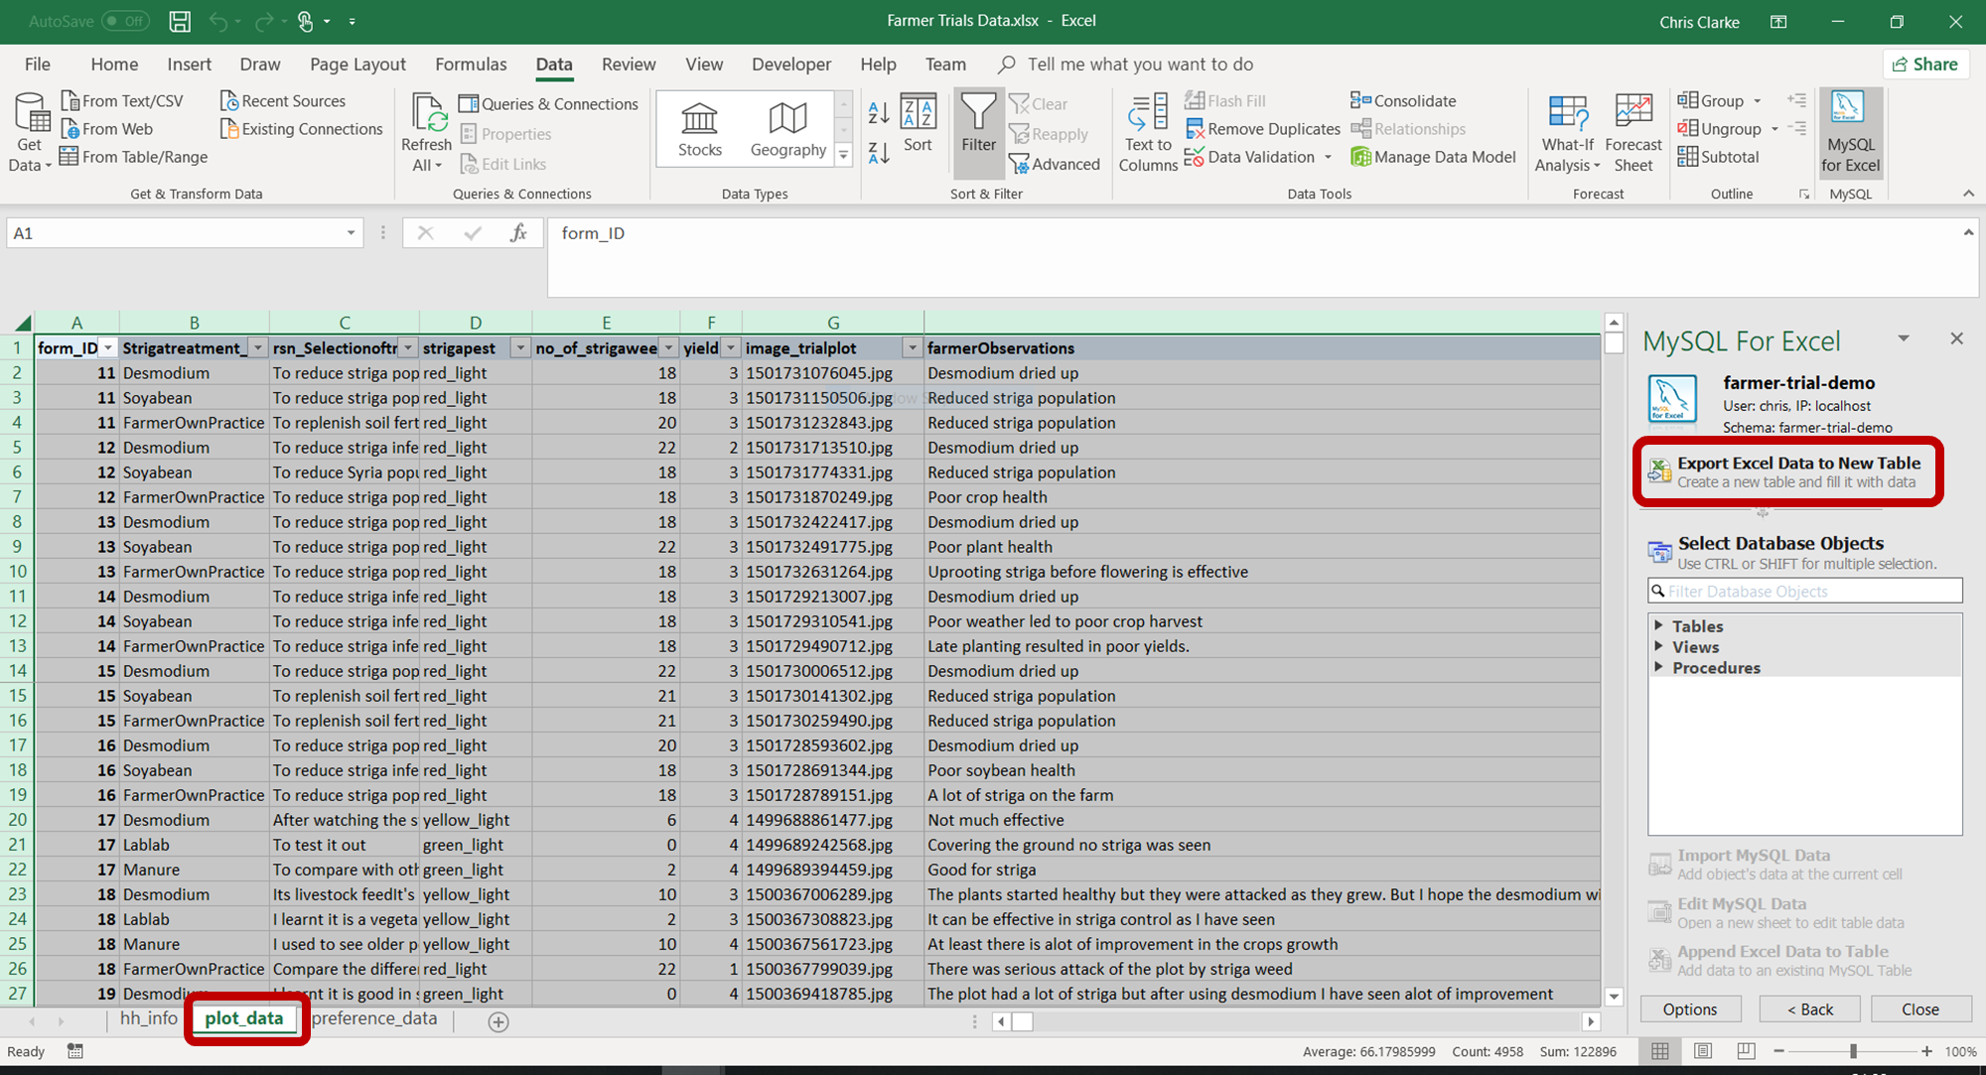 AutoSave Off
Farmer Trials Data.xlsx - Excel
Chris Clarke
File Home Insert Draw Page Layout Formulas Data Review View Developer Help Team Tell me what you want to do Share
Get Data
From Text/CSV
From Web
From Table/Range
Recent Sources
Existing Connections
Get & Transform Data
Refresh All
Queries & Connections
Properties
Edit Links
Queries & Connections
Stocks
Geography
Data Types
Sort
Filter
Clear
Reapply
Advanced
Sort & Filter
Text to Columns
Flash Fill
Remove Duplicates
Data Validation
Consolidate
Relationships
Manage Data Model
Data Tools
What-If Analysis
Forecast Sheet
Forecast
Group
Ungroup
Subtotal
Outline
MySQL for Excel
MySQL
A1
fx
form_ID
A B C D E F G
1 form_ID Strigatreatment_ rsn_Selectionoftr strigapest no_of_strigawee yield image_trialplot farmerObservations
2 11 Desmodium To reduce striga pop red_light 18 3 1501731076045.jpg Desmodium dried up
3 11 Soyabean To reduce striga pop red_light 18 3 1501731150506.jpg Reduced striga population
4 11 FarmerOwnPractice To replenish soil fert red_light 20 3 1501731232843.jpg Reduced striga population
5 12 Desmodium To reduce striga infe red_light 22 2 1501731713510.jpg Desmodium dried up
6 12 Soyabean To reduce Syria popu red_light 18 3 1501731774331.jpg Reduced striga population
7 12 FarmerOwnPractice To reduce striga pop red_light 18 3 1501731870249.jpg Poor crop health
8 13 Desmodium To reduce striga pop red_light 18 3 1501732422417.jpg Desmodium dried up
9 13 Soyabean To reduce striga pop red_light 22 3 1501732491775.jpg Poor plant health
10 13 FarmerOwnPractice To reduce striga pop red_light 18 3 1501732631264.jpg Uprooting striga before flowering is effective
11 14 Desmodium To reduce striga infe red_light 18 3 1501729213007.jpg Desmodium dried up
12 14 Soyabean To reduce striga infe red_light 18 3 1501729310541.jpg Poor weather led to poor crop harvest
13 14 FarmerOwnPractice To reduce striga infe red_light 18 3 1501729490712.jpg Late planting resulted in poor yields.
14 15 Desmodium To reduce striga pop red_light 22 3 1501730006512.jpg Desmodium dried up
15 15 Soyabean To replenish soil fert red_light 21 3 1501730141302.jpg Reduced striga population
16 15 FarmerOwnPractice To replenish soil fert red_light 21 3 1501730259490.jpg Reduced striga population
17 16 Desmodium To reduce striga pop red_light 20 3 1501728593602.jpg Desmodium dried up
18 16 Soyabean To reduce striga infe red_light 18 3 1501728691344.jpg Poor soybean health
19 16 FarmerOwnPractice To reduce striga pop red_light 18 3 1501728789151.jpg A lot of striga on the farm
20 17 Desmodium After watching the s yellow_light 6 4 1499688861477.jpg Not much effective
21 17 Lablab To test it out green_light 0 4 1499689242568.jpg Covering the ground no striga was seen
22 17 Manure To compare with oth green_light 2 4 1499689394459.jpg Good for striga
23 18 Desmodium Its livestock feedIt's yellow_light 10 3 1500367006289.jpg The plants started healthy but they were attacked as they grew. But I hope the desmodium wi
24 18 Lablab I learnt it is a vegeta yellow_light 2 3 1500367308823.jpg It can be effective in striga control as I have seen
25 18 Manure I used to see older p yellow_light 10 4 1500367561723.jpg At least there is alot of improvement in the crops growth
26 18 FarmerOwnPractice Compare the differer red_light 22 1 1500367799039.jpg There was serious attack of the plot by striga weed
27 19 Desmodium I learnt it is good in s green_light 0 4 1500369418785.jpg The plot had a lot of striga but after using desmodium I have seen alot of improvement
hh_info plot_data preference_data
Ready
Average: 66.17985999 Count: 4958 Sum: 122896 100%
MySQL For Excel
farmer-trial-demo
User: chris, IP: localhost
Schema: farmer-trial-demo
Export Excel Data to New Table
Create a new table and fill it with data
Select Database Objects
Use CTRL or SHIFT for multiple selection.
Filter Database Objects
Tables
Views
Procedures
Import MySQL Data
Add object's data at the current cell
Edit MySQL Data
Open a new sheet to edit table data
Append Excel Data to Table
Add data to an existing MySQL Table
Options < Back Close